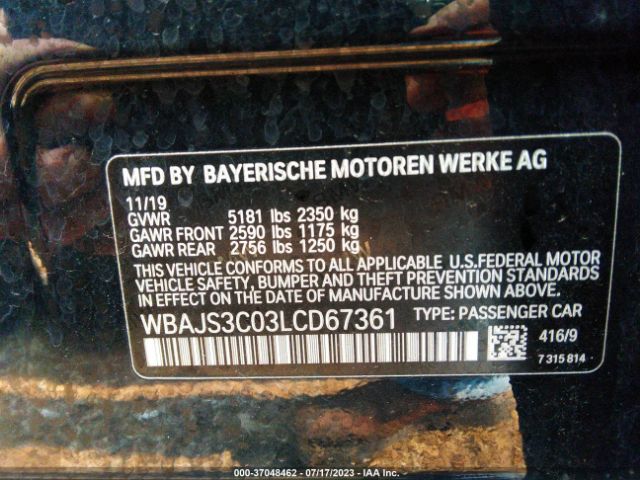 MFD BY BAYERISCHE MOTOREN WERKE AG
11/19
GVWR 5181 lbs 2350 kg
GAWR FRONT 2590 lbs 1175 kg
GAWR REAR 2756 lbs 1250 kg
THIS VEHICLE CONFORMS TO ALL APPLICABLE U.S.FEDERAL MOTOR
VEHICLE SAFETY, BUMPER AND THEFT PREVENTION STANDARDS
IN EFFECT ON THE DATE OF MANUFACTURE SHOWN ABOVE.
WBAJS3C03LCD67361 TYPE: PASSENGER CAR
416/9
7 315 814
000-37048462 - 07/17/2023 - IAA Inc.